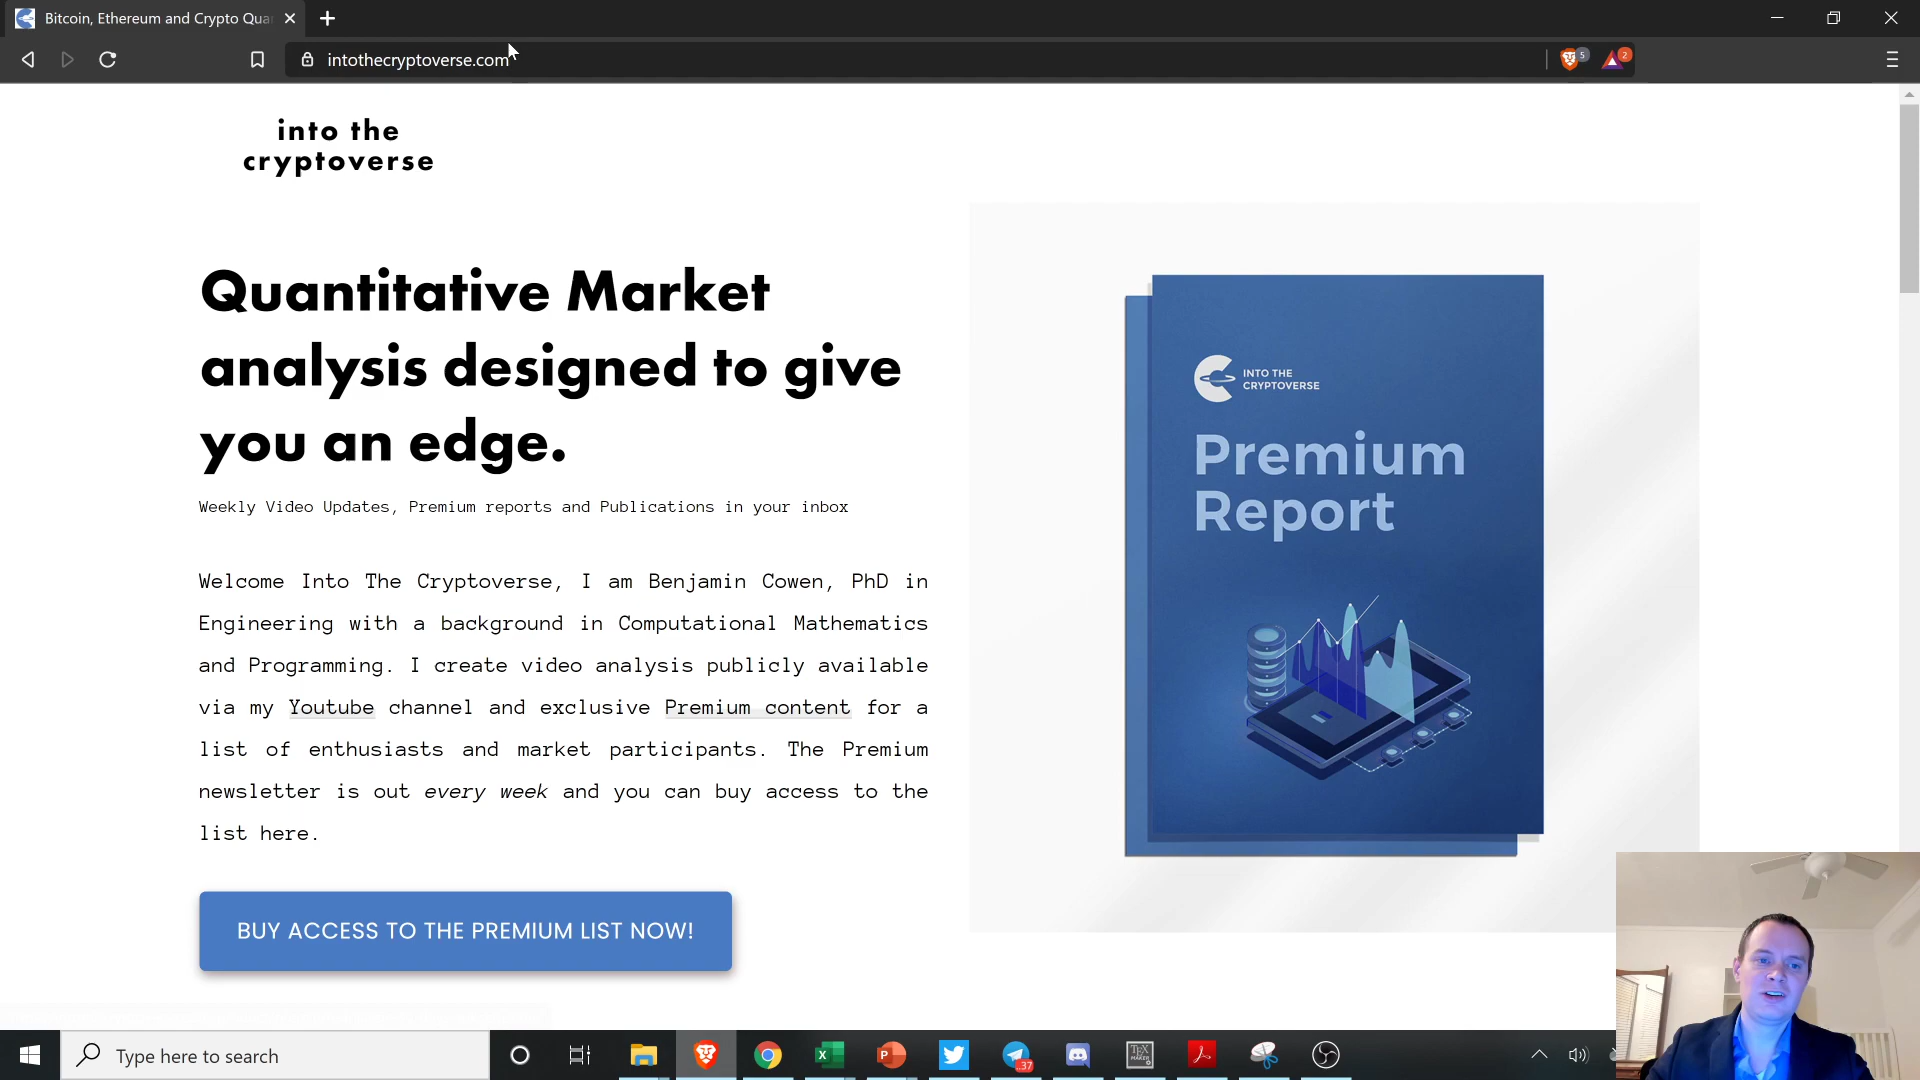 Bitcoin, Ethereum and Crypto Qua
intothecryptoverse.com
5
2
into the
cryptoverse
Quantitative Market
analysis designed to give
you an edge.
Weekly Video Updates, Premium reports and Publications in your inbox
Welcome Into The Cryptoverse, I am Benjamin Cowen, PhD in
Engineering with a background in Computational Mathematics
and Programming. I create video analysis publicly available
via my Youtube channel and exclusive Premium content for a
list of enthusiasts and market participants. The Premium
newsletter is out every week and you can buy access to the
list here.
BUY ACCESS TO THE PREMIUM LIST NOW!
INTO THE
CRYPTOVERSE
Premium
Report
Type here to search
37
TEX
MAKER